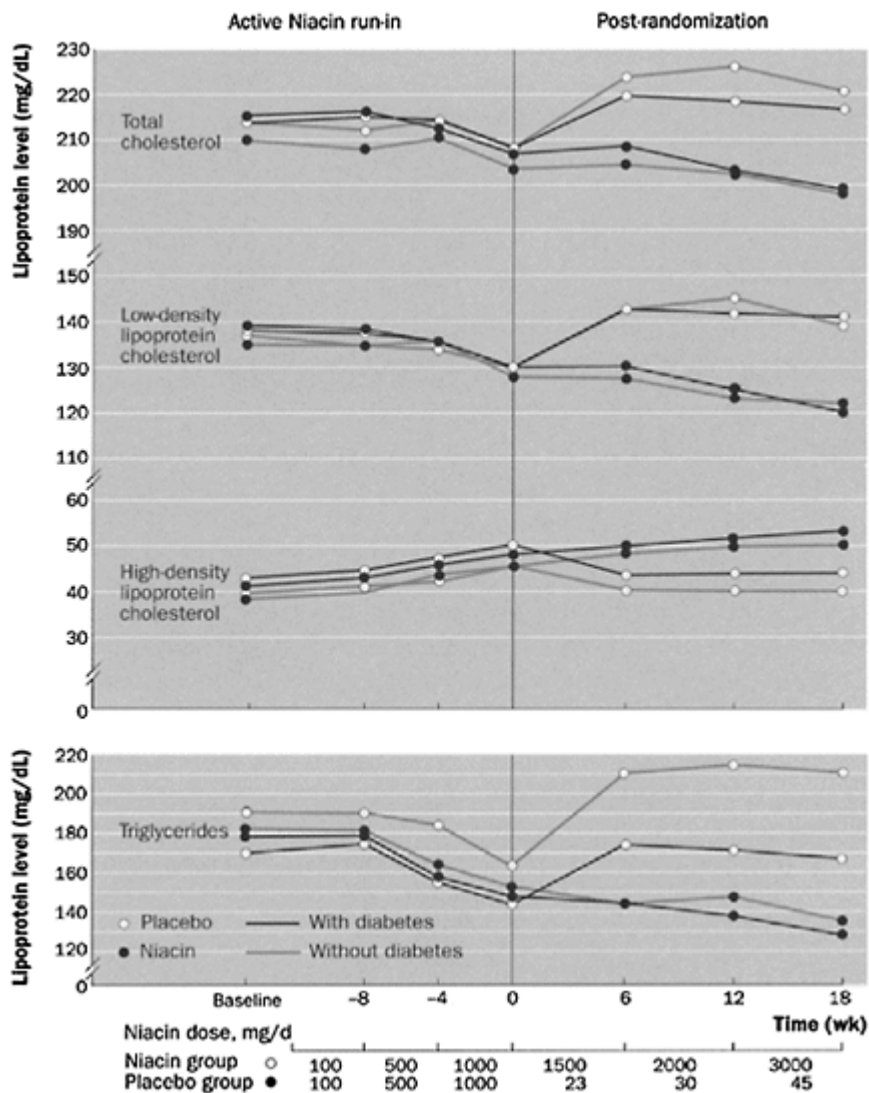 Active Niacin run-in Post-randomization
Lipoprotein level (mg/dL)
230
220
210
200
190
Total
cholesterol
150
140
130
120
110
Low-density
lipoprotein
cholesterol
60
50
40
30
0
High-density
lipoprotein
cholesterol
Lipoprotein level (mg/dL)
220
200
180
160
140
120
0
Triglycerides
Placebo With diabetes
Niacin Without diabetes
Baseline –8 –4 0 6 12 18
Time (wk)
Niacin dose, mg/d
Niacin group 100 500 1000 1500 2000 3000
Placebo group 100 500 1000 23 30 45